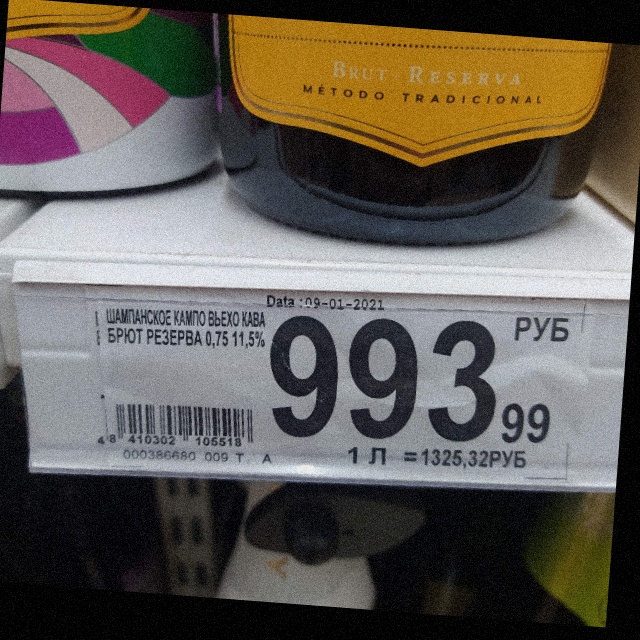 BRUT RESERVA
MÉTODO TRADICIONAL
Data :09-01-2021
ШАМПАНСКОЕ КАМПО ВЬЕХО КАВА
БРЮТ РЕЗЕРВА 0,75 11,5%
993 99
РУБ
8 410302 105518
000386680 009 Т. А
1 Л =1325,32РУБ